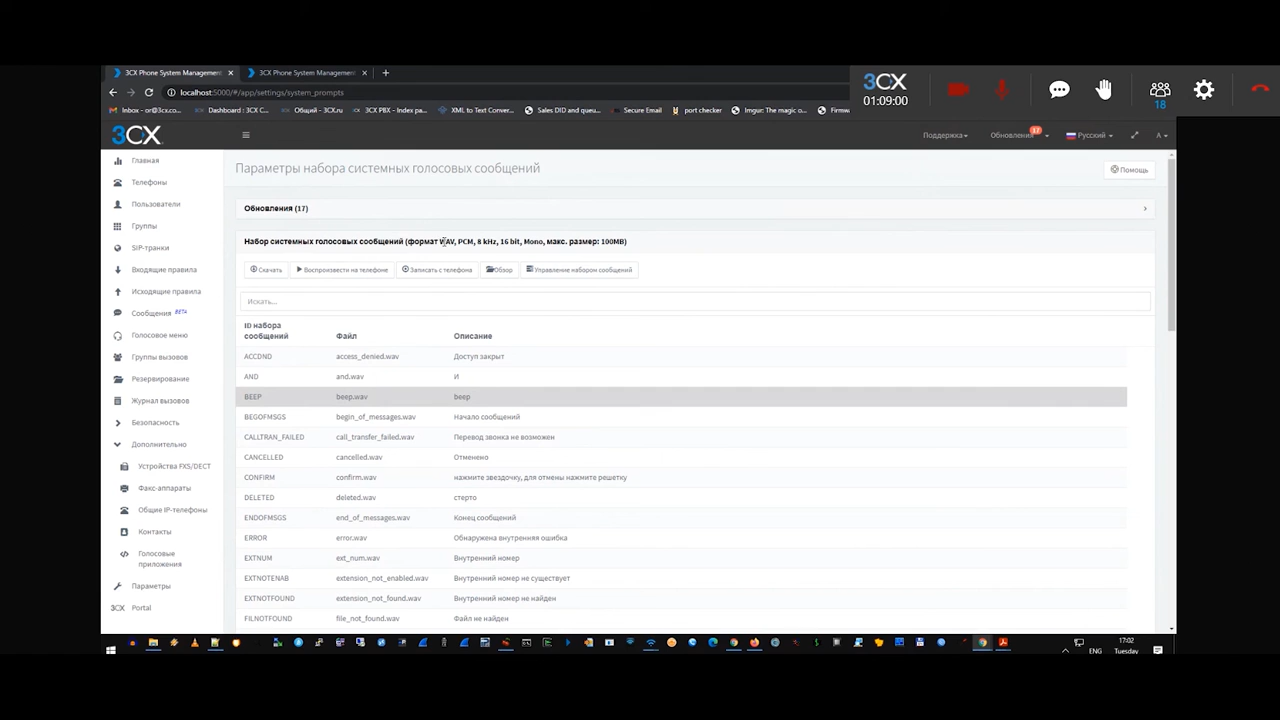 3CX Phone System Management
3CX Phone System Management
localhost:5000/#/app/settings/system_prompts
Inbox - or@3cx.co...
Dashboard : 3CX C...
Общий - 3CX.ru
3CX PBX - Index pa...
XML to Text Conver...
Sales DID and queu...
Secure Email
port checker
Imgur: The magic o...
Firmw
3CX
01:09:00
18
3CX
Поддержка
Обновления
17
Русский
A
Главная
Телефоны
Пользователи
Группы
SIP-транки
Входящие правила
Исходящие правила
Сообщения BETA
Голосовое меню
Группы вызовов
Резервирование
Журнал вызовов
Безопасность
Дополнительно
Устройства FXS/DECT
Факс-аппараты
Общие IP-телефоны
Контакты
Голосовые
приложения
Параметры
3CX Portal
Параметры набора системных голосовых сообщений
Помощь
Обновления (17)
Набор системных голосовых сообщений (формат WAV, PCM, 8 kHz, 16 bit, Mono, макс. размер: 100MB)
Скачать
Воспроизвести на телефоне
Записать с телефона
Обзор
Управление набором сообщений
Искать...
ID набора
сообщений Файл Описание
ACCDND access_denied.wav Доступ закрыт
AND and.wav И
BEEP beep.wav beep
BEGOFMSGS begin_of_messages.wav Начало сообщений
CALLTRAN_FAILED call_transfer_failed.wav Перевод звонка не возможен
CANCELLED cancelled.wav Отменено
CONFIRM confirm.wav нажмите звездочку, для отмены нажмите решетку
DELETED deleted.wav стерто
ENDOFMSGS end_of_messages.wav Конец сообщений
ERROR error.wav Обнаружена внутренняя ошибка
EXTNUM ext_num.wav Внутренний номер
EXTNOTENAB extension_not_enabled.wav Внутренний номер не существует
EXTNOTFOUND extension_not_found.wav Внутренний номер не найден
FILNOTFOUND file_not_found.wav Файл не найден
ENG
17:02
Tuesday